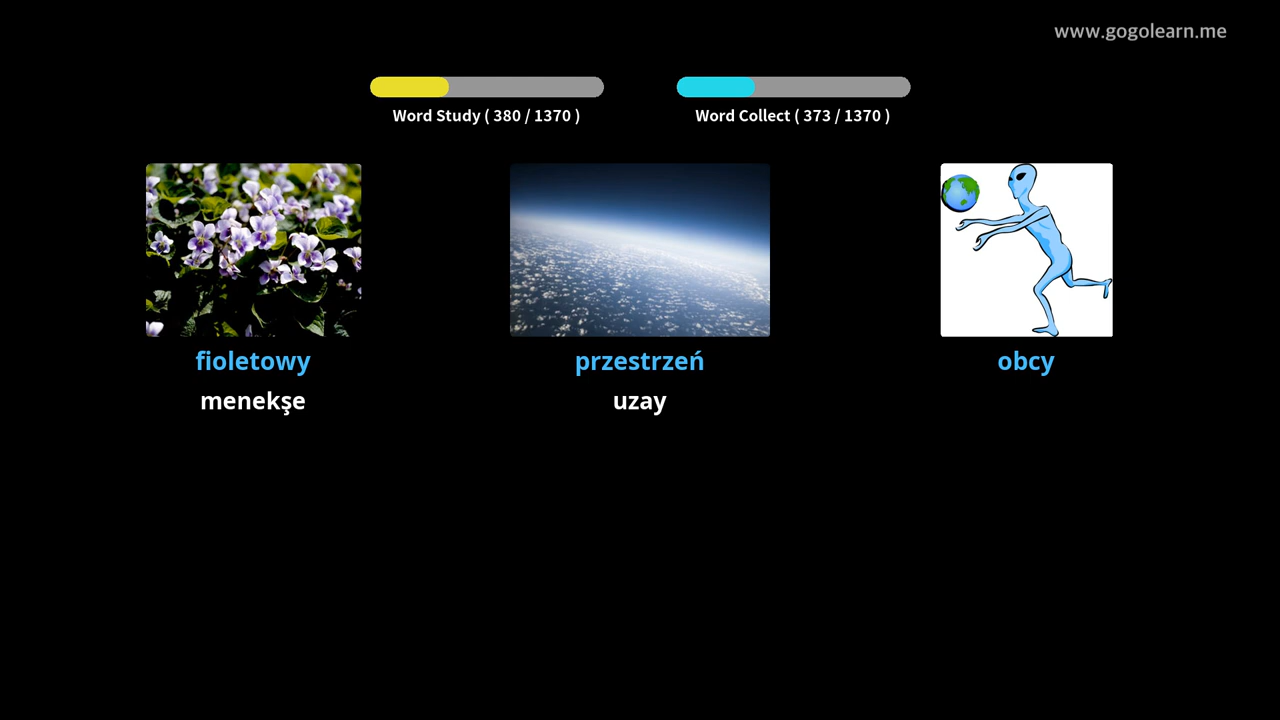 www.gogolearn.me
Word Study ( 380 / 1370 )
Word Collect ( 373 / 1370 )
fioletowy
menekşe
przestrzeń
uzay
obcy